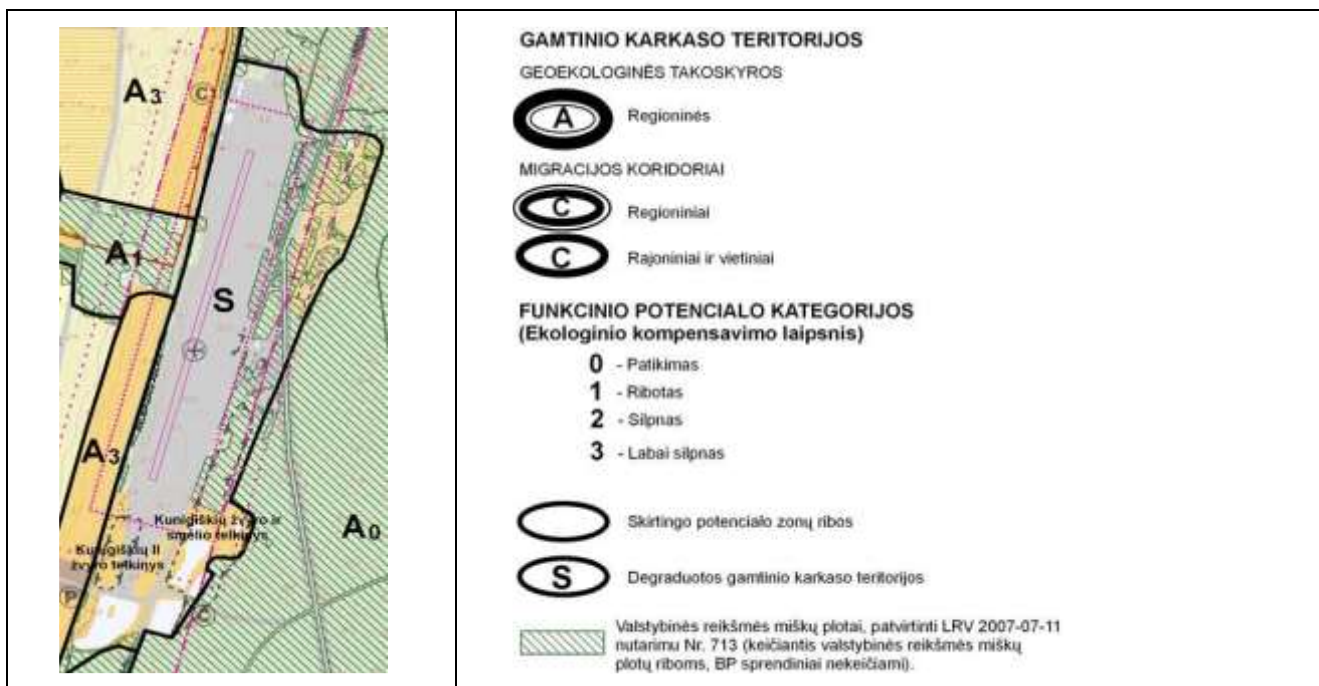 A3
C
A1
S
A3
Kunigiškių žvyro ir
smėlio telkinys
A0
Kunigiškių II
žvyro telkinys
P
C
GAMTINIO KARKASO TERITORIJOS
GEOEKOLOGINĖS TAKOSKYROS
A Regioninės
MIGRACIJOS KORIDORIAI
C Regioniniai
C Rajoniniai ir vietiniai
FUNKCINIO POTENCIALO KATEGORIJOS
(Ekologinio kompensavimo laipsnis)
0 - Patikimas
1 - Ribotas
2 - Silpnas
3 - Labai silpnas
Skirtingo potencialo zonų ribos
S Degraduotos gamtinio karkaso teritorijos
Valstybinės reikšmės miškų plotai, patvirtinti LRV 2007-07-11
nutarimu Nr. 713 (keičiantis valstybinės reikšmės miškų
plotų riboms, BP sprendiniai nekeičiami).